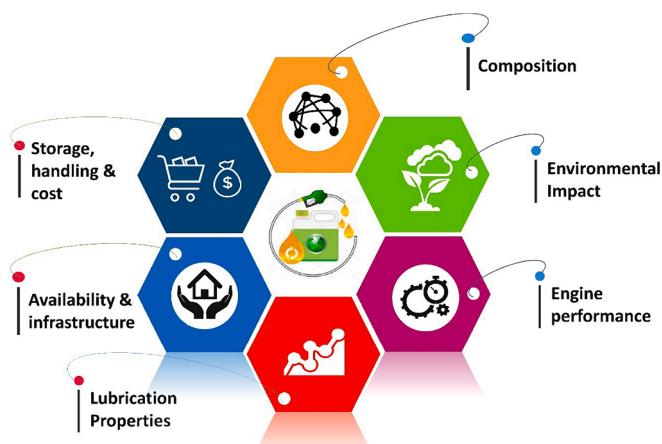 Composition
Storage,
handling &
cost
Environmental
Impact
$
Availability &
infrastructure
Engine
performance
Lubrication
Properties